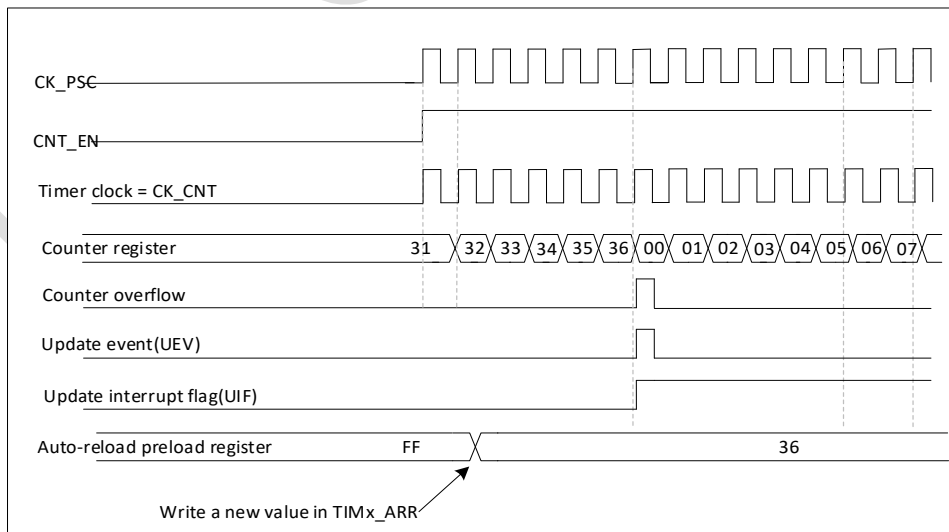 CK_PSC
CNT_EN
Timer clock = CK_CNT
Counter register 31 32 33 34 35 36 00 01 02 03 04 05 06 07
Counter overflow
Update event(UEV)
Update interrupt flag(UIF)
Auto-reload preload register FF 36
Write a new value in TIMx_ARR